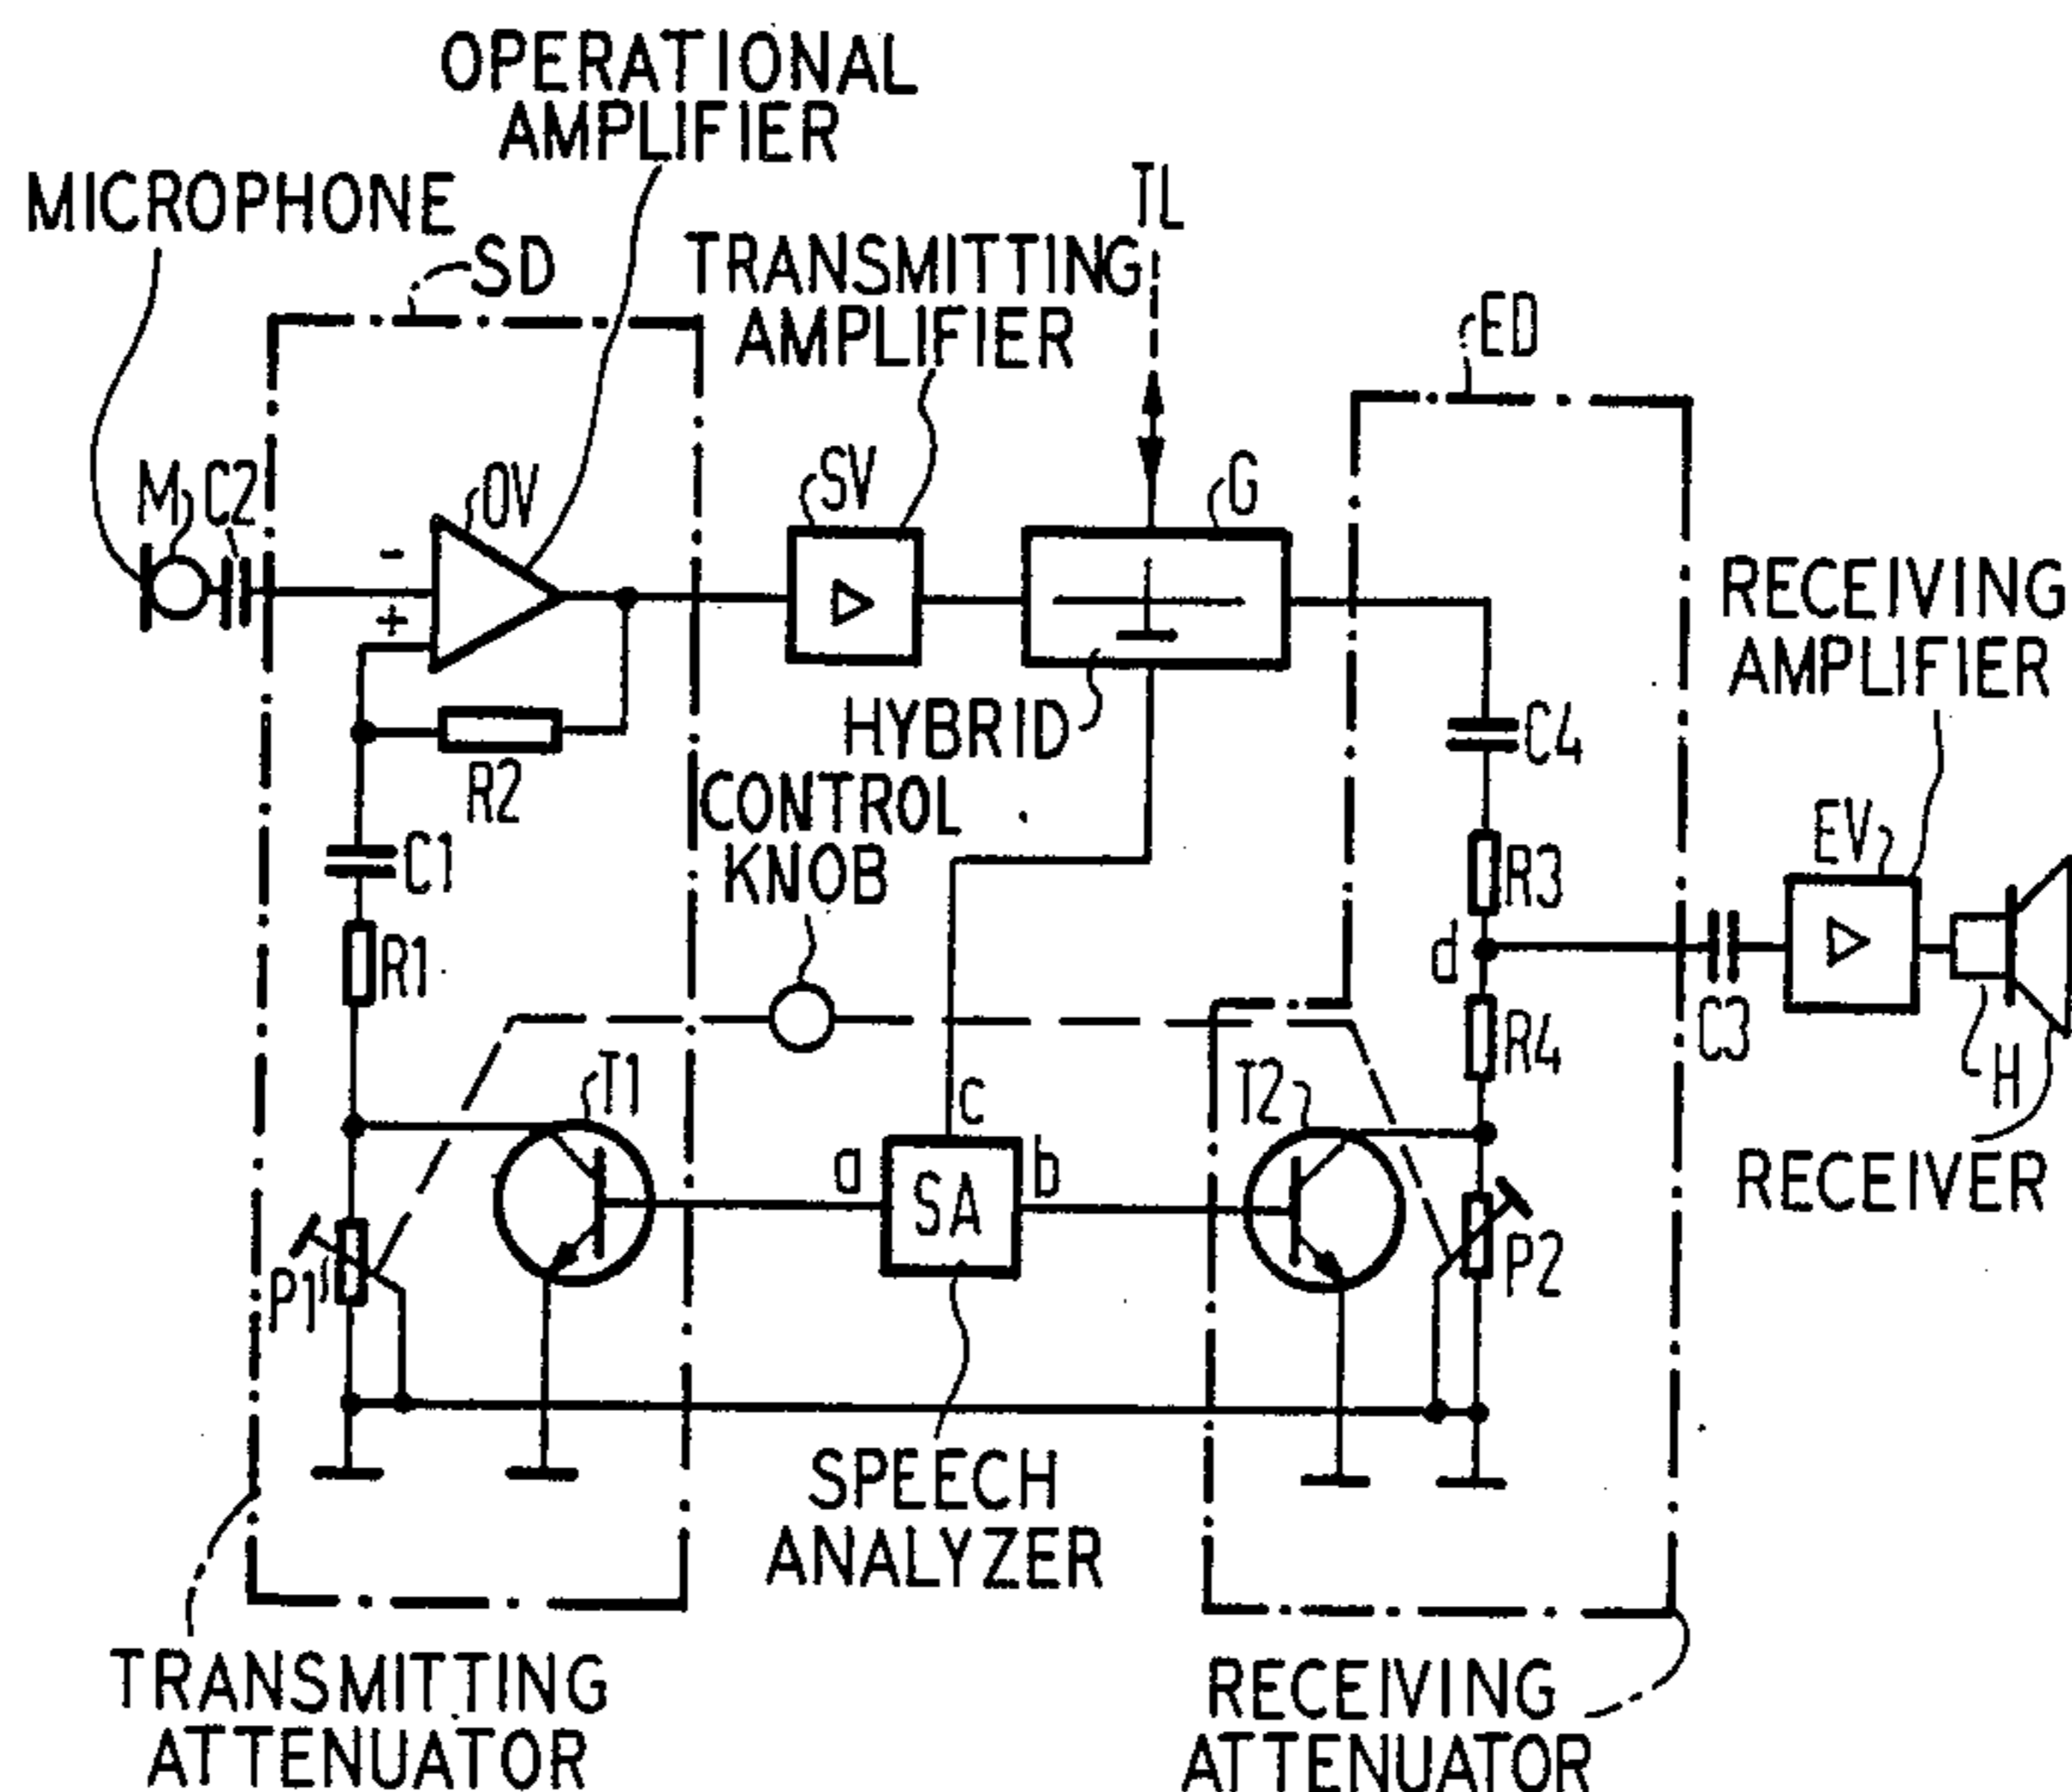 OPERATIONAL
AMPLIFIER
MICROPHONE
SD
TRANSMITTING
AMPLIFIER
TL
ED
M
C2
-
+
OV
SV
G
RECEIVING
AMPLIFIER
HYBRID
R2
C4
CONTROL
KNOB
C1
R1
R3
d
EV
C3
R4
H
RECEIVER
T1
c
a
SA
b
T2
P1
P2
SPEECH
ANALYZER
TRANSMITTING
ATTENUATOR
RECEIVING
ATTENUATOR